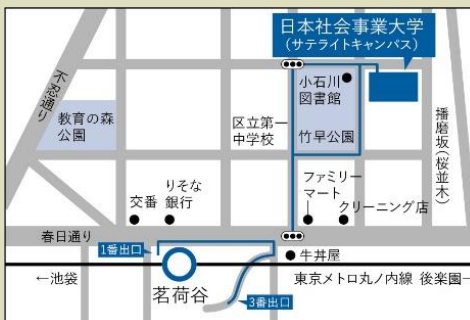 日本社会事業大学
(サテライトキャンパス)
不忍通り
教育の森
公園
区立第一
中学校
小石川
図書館
竹早公園
播磨坂(桜並木)
交番
りそな
銀行
ファミリー
マート
クリーニング店
春日通り
1番出口
牛丼屋
←池袋
茗荷谷
3番出口
東京メトロ丸ノ内線 後楽園→